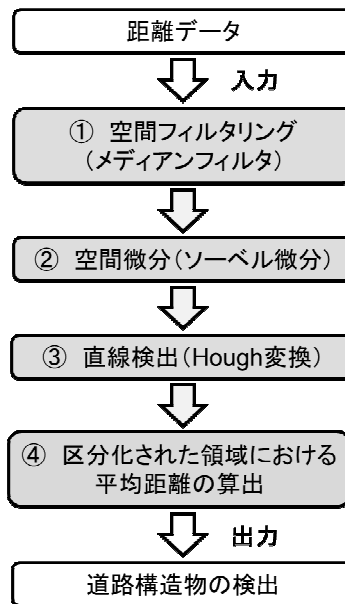 距離データ
入力
① 空間フィルタリング
(メディアンフィルタ)
② 空間微分(ソーベル微分)
③ 直線検出(Hough変換)
④ 区分化された領域における
平均距離の算出
出力
道路構造物の検出